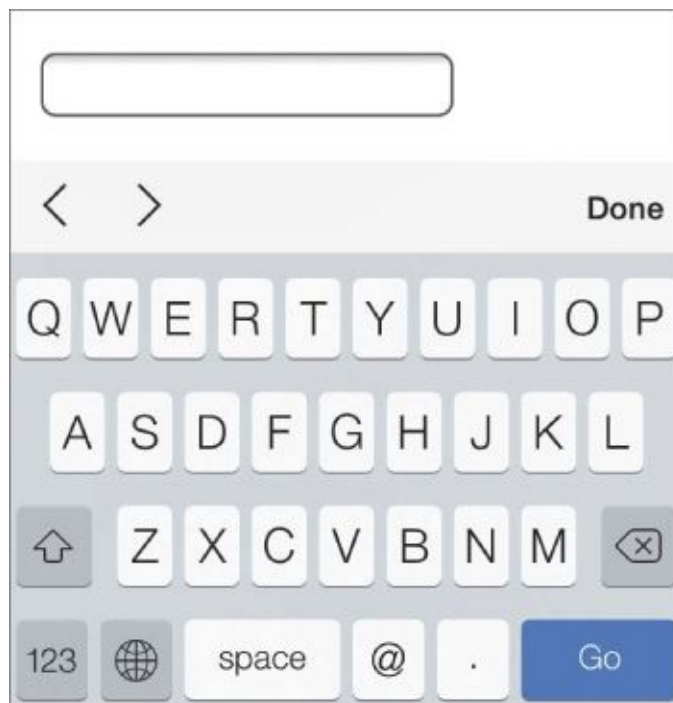 Done
Q W E R T Y U I O P
A S D F G H J K L
Z X C V B N M
123 space @ . Go